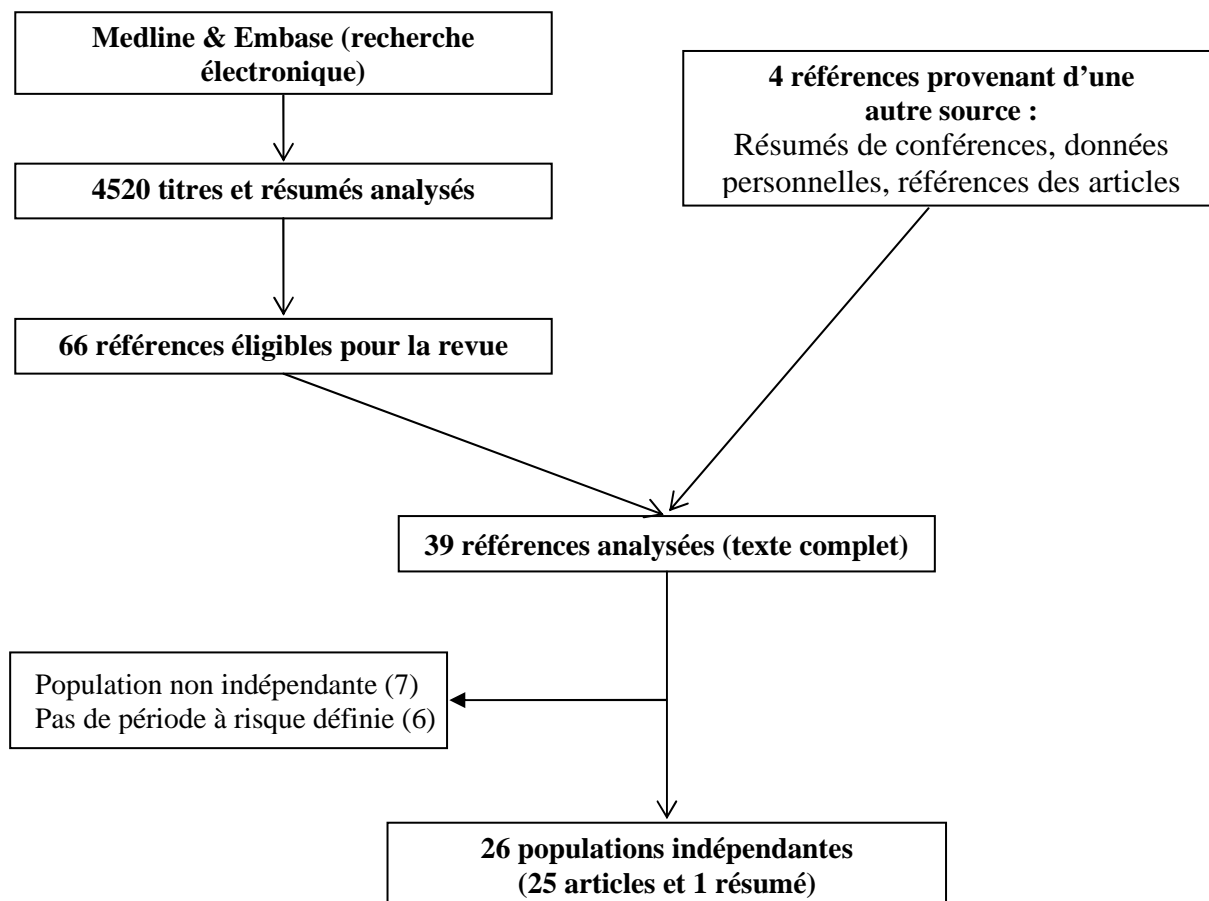 Medline & Embase (recherche
électronique)
4 références provenant d'une
autre source :
Résumés de conférences, données
personnelles, références des articles
4520 titres et résumés analysés
66 références éligibles pour la revue
39 références analysées (texte complet)
Population non indépendante (7)
Pas de période à risque définie (6)
26 populations indépendantes
(25 articles et 1 résumé)